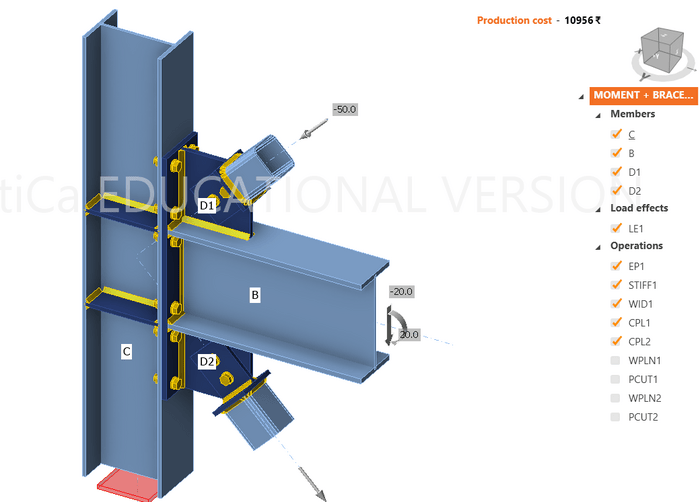 Production cost - 10956 ₹
MOMENT + BRACE...
Members
C
B
D1
D2
Load effects
LE1
Operations
EP1
STIFF1
WID1
CPL1
CPL2
WPLN1
PCUT1
WPLN2
PCUT2
-50.0
tiCa EDUCATIONAL VERSION
D1
B
-20.0
20.0
D2
C